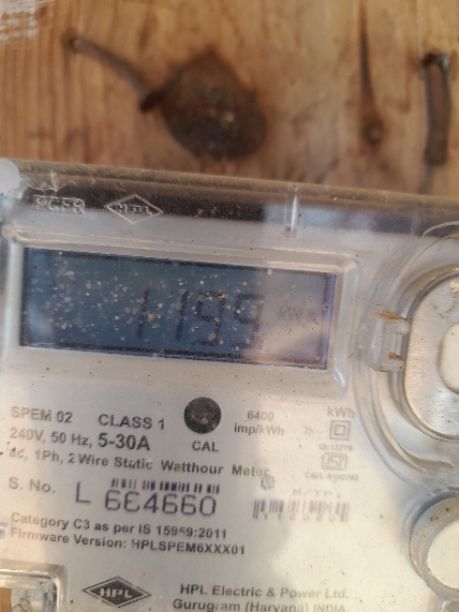 1199 kWh
SPEM 02 CLASS 1 6400 imp/kWh kWh
240V, 50 Hz, 5-30A CAL
ac, 1Ph, 2 Wire Static Watthour Meter
S. No. L 664660
Category C3 as per IS 15959:2011
Firmware Version: HPLSPEM6XXX01
HPL
HPL Electric & Power Ltd.
Gurugram (Haryana) INDIA